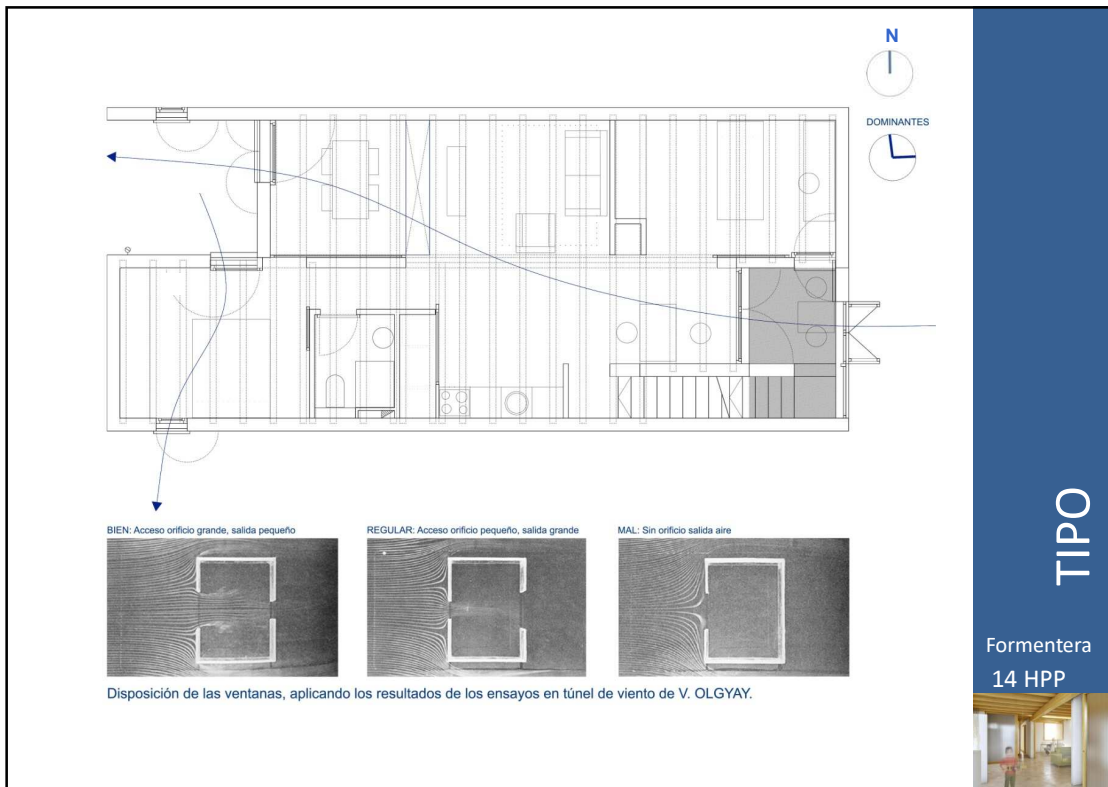 N
DOMINANTES
BIEN: Acceso orificio grande, salida pequeño
REGULAR: Acceso orificio pequeño, salida grande
MAL: Sin orificio salida aire
Disposición de las ventanas, aplicando los resultados de los ensayos en túnel de viento de V. OLGYAY.
TIPO
Formentera
14 HPP